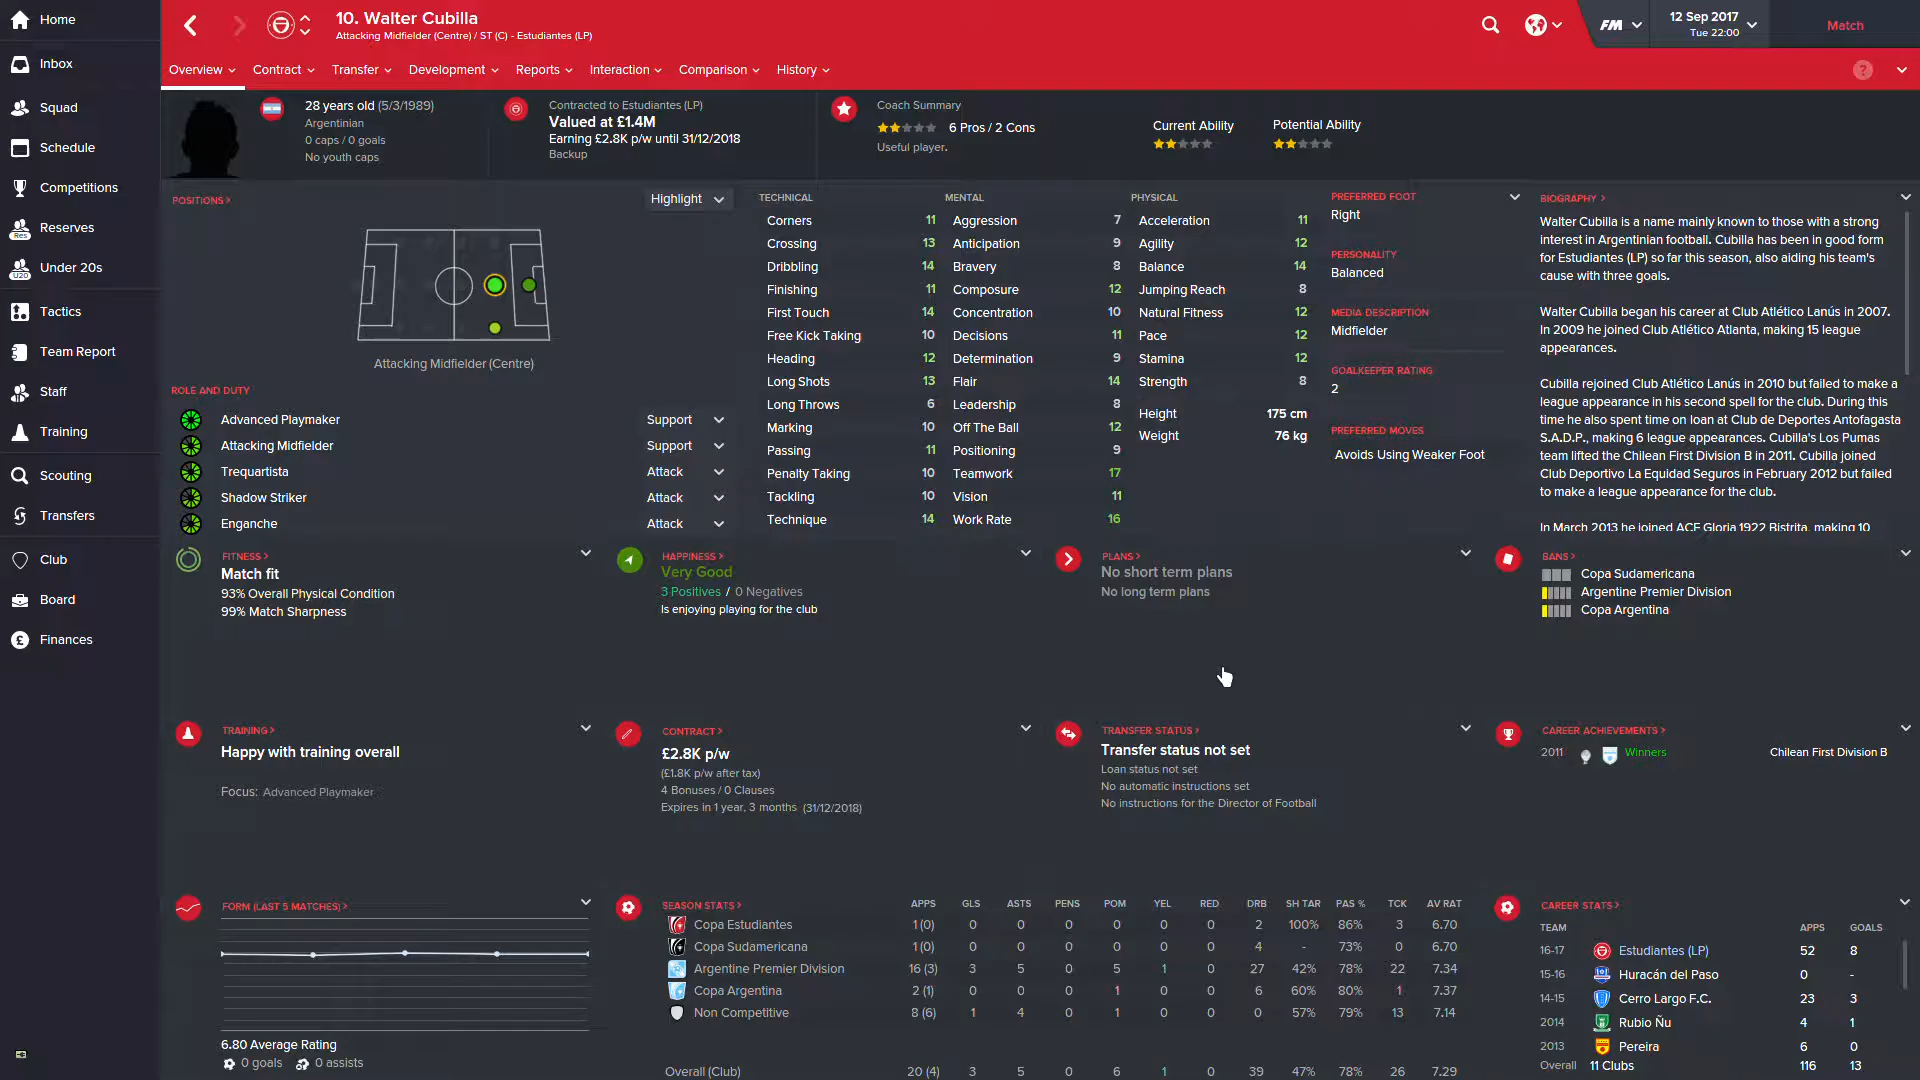 Home
Inbox
Squad
Schedule
Competitions
Reserves
Under 20s
Tactics
Team Report
Staff
Training
Scouting
Transfers
Club
Board
Finances
10. Walter Cubilla
Attacking Midfielder (Centre) / ST (C) - Estudiantes (LP)
FM
12 Sep 2017
Tue 22:00
Match
Overview
Contract
Transfer
Development
Reports
Interaction
Comparison
History
?
28 years old (5/3/1989)
Argentinian
0 caps / 0 goals
No youth caps
Contracted to Estudiantes (LP)
Valued at £1.4M
Earning £2.8K p/w until 31/12/2018
Backup
Coach Summary
6 Pros / 2 Cons
Useful player.
Current Ability
Potential Ability
POSITIONS >
Highlight
Attacking Midfielder (Centre)
ROLE AND DUTY
Advanced Playmaker Support
Attacking Midfielder Support
Trequartista Attack
Shadow Striker Attack
Enganche Attack
TECHNICAL
Corners 11
Crossing 13
Dribbling 14
Finishing 11
First Touch 14
Free Kick Taking 10
Heading 12
Long Shots 13
Long Throws 6
Marking 10
Passing 11
Penalty Taking 10
Tackling 10
Technique 14
MENTAL
Aggression 7
Anticipation 9
Bravery 8
Composure 12
Concentration 10
Decisions 11
Determination 9
Flair 14
Leadership 8
Off The Ball 12
Positioning 9
Teamwork 17
Vision 11
Work Rate 16
PHYSICAL
Acceleration 11
Agility 12
Balance 14
Jumping Reach 8
Natural Fitness 12
Pace 12
Stamina 12
Strength 8
Height 175 cm
Weight 76 kg
PREFERRED FOOT
Right
PERSONALITY
Balanced
MEDIA DESCRIPTION
Midfielder
GOALKEEPER RATING
2
PREFERRED MOVES
Avoids Using Weaker Foot
BIOGRAPHY >
Walter Cubilla is a name mainly known to those with a strong
interest in Argentinian football. Cubilla has been in good form
for Estudiantes (LP) so far this season, also aiding his team's
cause with three goals.
Walter Cubilla began his career at Club Atlético Lanús in 2007.
In 2009 he joined Club Atlético Atlanta, making 15 league
appearances.
Cubilla rejoined Club Atlético Lanús in 2010 but failed to make a
league appearance in his second spell for the club. During this
time he also spent time on loan at Club de Deportes Antofagasta
S.A.D.P., making 6 league appearances. Cubilla's Los Pumas
team lifted the Chilean First Division B in 2011. Cubilla joined
Club Deportivo La Equidad Seguros in February 2012 but failed
to make a league appearance for the club.
In March 2013 he joined ACF Gloria 1922 Bistrita, making 10
FITNESS >
Match fit
93% Overall Physical Condition
99% Match Sharpness
HAPPINESS >
Very Good
3 Positives / 0 Negatives
Is enjoying playing for the club
PLANS >
No short term plans
No long term plans
BANS >
Copa Sudamericana
Argentine Premier Division
Copa Argentina
TRAINING >
Happy with training overall
Focus: Advanced Playmaker
CONTRACT >
£2.8K p/w
(£1.8K p/w after tax)
4 Bonuses / 0 Clauses
Expires in 1 year, 3 months (31/12/2018)
TRANSFER STATUS >
Transfer status not set
Loan status not set
No automatic instructions set
No instructions for the Director of Football
CAREER ACHIEVEMENTS >
2011 Winners Chilean First Division B
FORM (LAST 5 MATCHES) >
6.80 Average Rating
0 goals 0 assists
SEASON STATS > APPS GLS ASTS PENS POM YEL RED DRB SH TAR PAS % TCK AV RAT
Copa Estudiantes 1 (0) 0 0 0 0 0 0 2 100% 86% 3 6.70
Copa Sudamericana 1 (0) 0 0 0 0 0 0 4 - 73% 0 6.70
Argentine Premier Division 16 (3) 3 5 0 5 1 0 27 42% 78% 22 7.34
Copa Argentina 2 (1) 0 0 0 1 0 0 6 60% 80% 1 7.37
Non Competitive 8 (6) 1 4 0 1 0 0 0 57% 79% 13 7.14
Overall (Club) 20 (4) 3 5 0 6 1 0 39 47% 78% 26 7.29
CAREER STATS >
TEAM APPS GOALS
16-17 Estudiantes (LP) 52 8
15-16 Huracán del Paso 0 -
14-15 Cerro Largo F.C. 23 3
2014 Rubio Ñu 4 1
2013 Pereira 6 0
Overall 11 Clubs 116 13